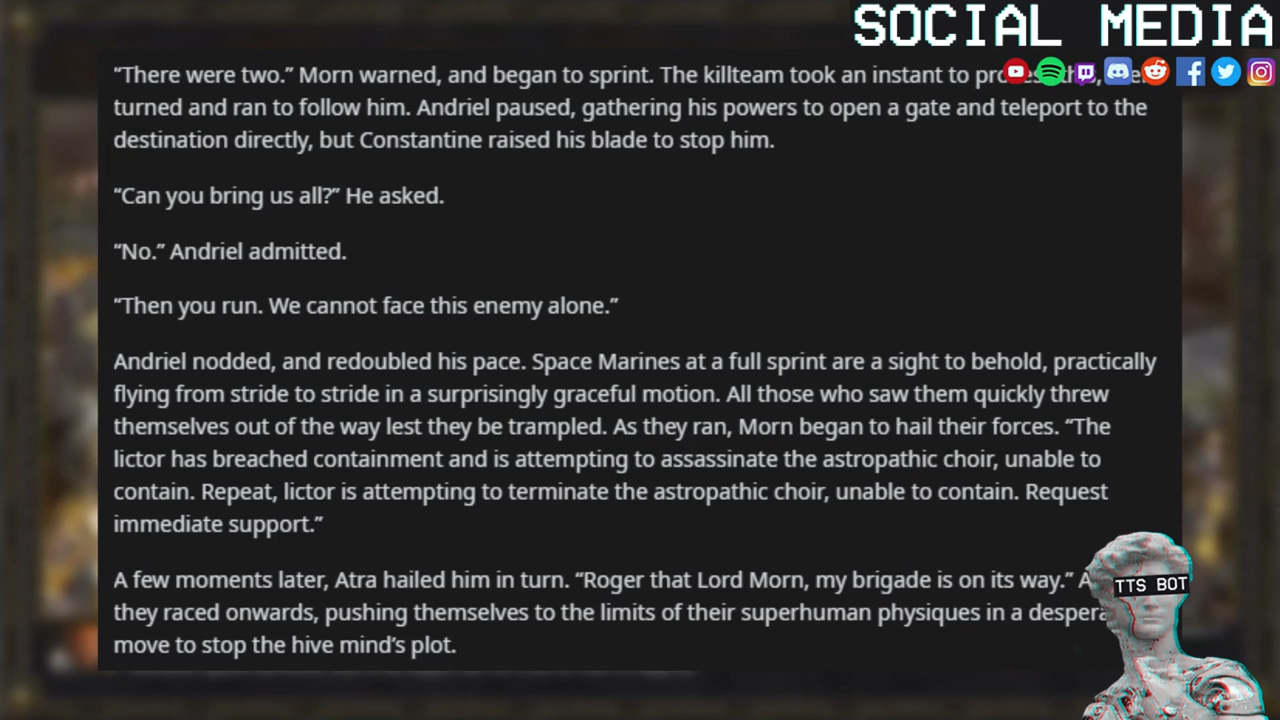 SOCIAL MEDIA
“There were two.” Morn warned, and began to sprint. The killteam took an instant to
turned and ran to follow him. Andriel paused, gathering his powers to open a gate and teleport to the
destination directly, but Constantine raised his blade to stop him.
“Can you bring us all?” He asked.
“No.” Andriel admitted.
“Then you run. We cannot face this enemy alone.”
Andriel nodded, and redoubled his pace. Space Marines at a full sprint are a sight to behold, practically
flying from stride to stride in a surprisingly graceful motion. All those who saw them quickly threw
themselves out of the way lest they be trampled. As they ran, Morn began to hail their forces. “The
lictor has breached containment and is attempting to assassinate the astropathic choir, unable to
contain. Repeat, lictor is attempting to terminate the astropathic choir, unable to contain. Request
immediate support.”
A few moments later, Atra hailed him in turn. “Roger that Lord Morn, my brigade is on its way.”
they raced onwards, pushing themselves to the limits of their superhuman physiques in a
move to stop the hive mind’s plot.
TTS BOT